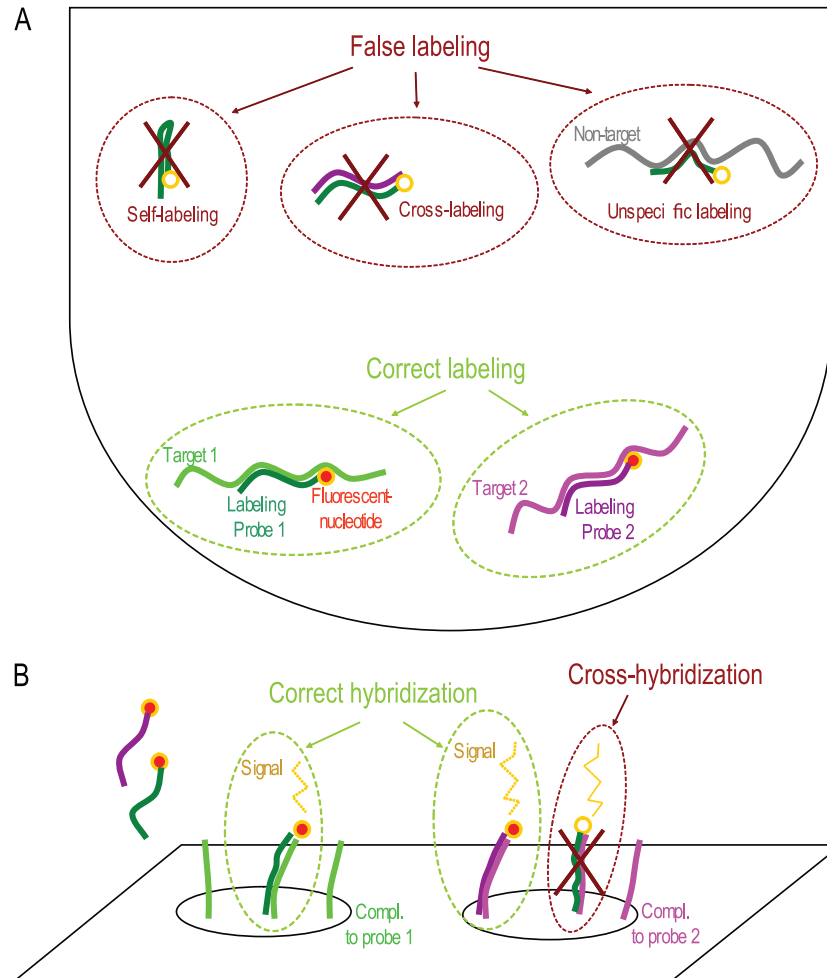 A
False labeling
Non-target
Self-labeling
Cross-labeling
Unspeci fic labeling
Correct labeling
Target 1
Labeling
Probe 1
Fluorescent-
nucleotide
Target 2
Labeling
Probe 2
B
Correct hybridization
Cross-hybridization
Signal
Signal
Compl.
to probe 1
Compl.
to probe 2